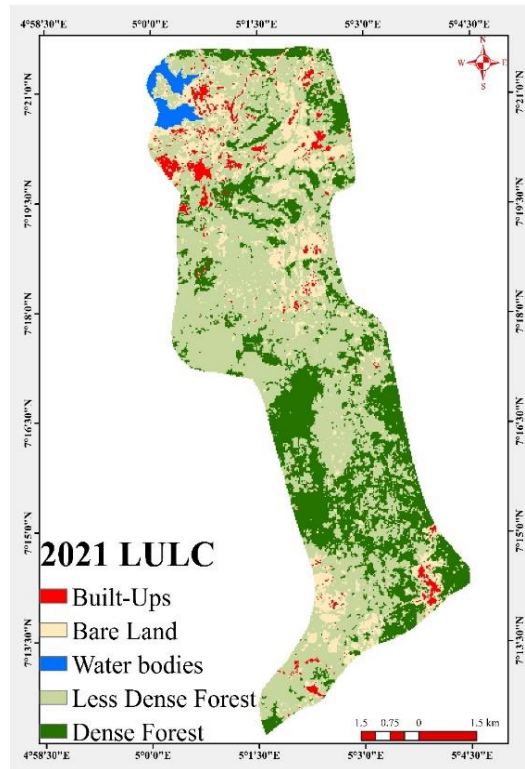 4°58'30"E 5°0'0"E 5°1'30"E 5°3'0"E 5°4'30"E
N
W E
S
7°21'0"N 7°21'0"N
7°19'30"N 7°19'30"N
7°18'0"N 7°18'0"N
7°16'30"N 7°16'30"N
7°15'0"N 7°15'0"N
2021 LULC
Built-Ups
Bare Land
Water bodies
7°13'30"N 7°13'30"N
Less Dense Forest
Dense Forest
1.5 0.75 0 1.5 km
4°58'30"E 5°0'0"E 5°1'30"E 5°3'0"E 5°4'30"E